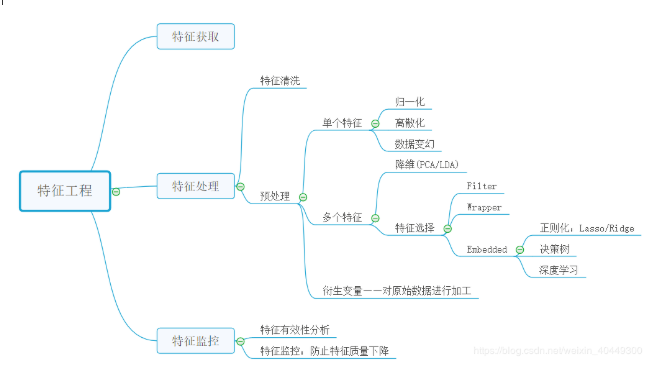 特征工程
特征获取
特征处理
特征清洗
预处理
单个特征
归一化
离散化
数据变幻
多个特征
降维(PCA/LDA)
特征选择
Filter
Wrapper
Embedded
正则化：Lasso/Ridge
决策树
深度学习
衍生变量——对原始数据进行加工
特征监控
特征有效性分析
特征监控，防止特征质量下降
https://blog.csdn.net/weixin_40449300